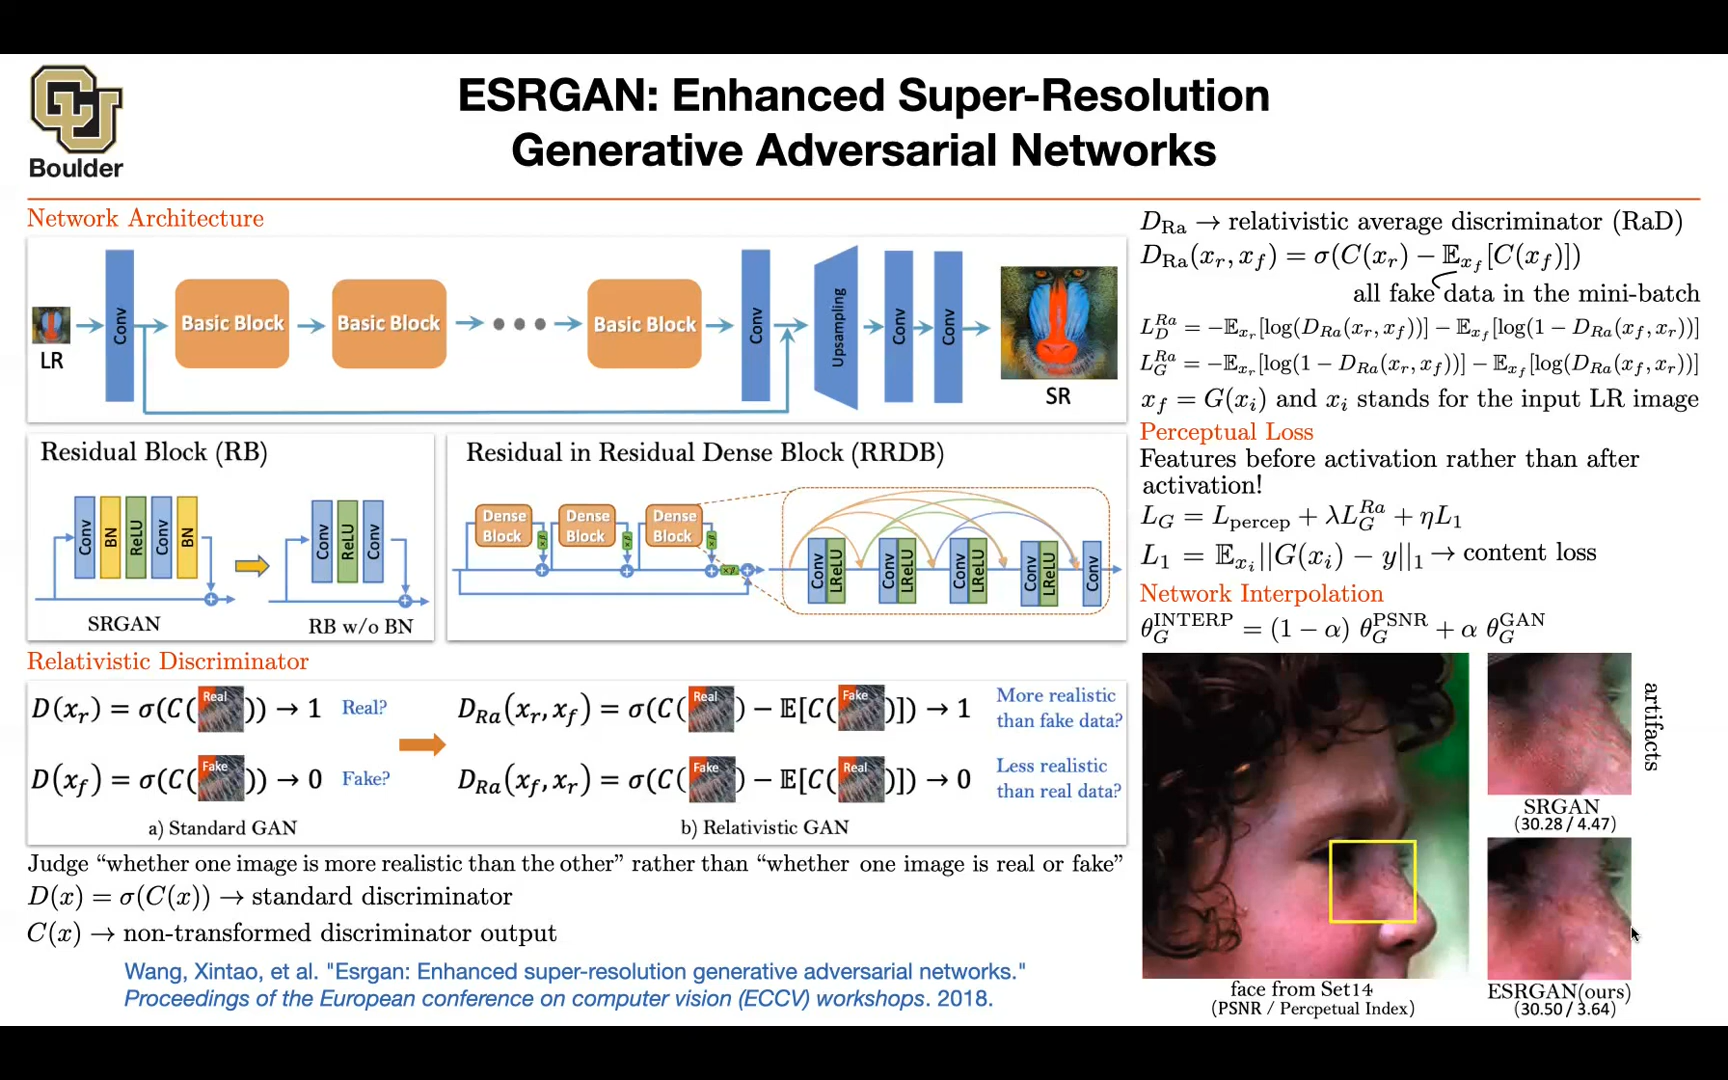 ESRGAN: Enhanced Super-Resolution
Generative Adversarial Networks
Boulder
Network Architecture
LR
Conv
Basic Block
Basic Block
Basic Block
Conv
Upsampling
Conv
Conv
SR
Residual Block (RB)
Conv
BN
ReLU
Conv
BN
SRGAN
Conv
ReLU
Conv
RB w/o BN
Residual in Residual Dense Block (RRDB)
Dense Block
Dense Block
Dense Block
×β
×β
×β
×β
Conv LReLU
Conv LReLU
Conv LReLU
Conv LReLU
Conv
Relativistic Discriminator
D(x_r) = σ(C(Real)) → 1 Real?
D(x_f) = σ(C(Fake)) → 0 Fake?
a) Standard GAN
D_{Ra}(x_r, x_f) = σ(C(Real) − 𝔼[C(Fake)]) → 1 More realistic than fake data?
D_{Ra}(x_f, x_r) = σ(C(Fake) − 𝔼[C(Real)]) → 0 Less realistic than real data?
b) Relativistic GAN
Judge “whether one image is more realistic than the other” rather than “whether one image is real or fake”
D(x) = σ(C(x)) → standard discriminator
C(x) → non-transformed discriminator output
Wang, Xintao, et al. "Esrgan: Enhanced super-resolution generative adversarial networks."
Proceedings of the European conference on computer vision (ECCV) workshops. 2018.
D_{Ra} → relativistic average discriminator (RaD)
D_{Ra}(x_r, x_f) = σ(C(x_r) − 𝔼_{x_f}[C(x_f)])
all fake data in the mini-batch
L_D^{Ra} = −𝔼_{x_r}[log(D_{Ra}(x_r, x_f))] − 𝔼_{x_f}[log(1 − D_{Ra}(x_f, x_r))]
L_G^{Ra} = −𝔼_{x_r}[log(1 − D_{Ra}(x_r, x_f))] − 𝔼_{x_f}[log(D_{Ra}(x_f, x_r))]
x_f = G(x_i) and x_i stands for the input LR image
Perceptual Loss
Features before activation rather than after
activation!
L_G = L_{percep} + λL_G^{Ra} + ηL_1
L_1 = 𝔼_{x_i}||G(x_i) − y||_1 → content loss
Network Interpolation
θ_G^{INTERP} = (1 − α) θ_G^{PSNR} + α θ_G^{GAN}
face from Set14
(PSNR / Percpetual Index)
artifacts
SRGAN
(30.28 / 4.47)
ESRGAN(ours)
(30.50 / 3.64)